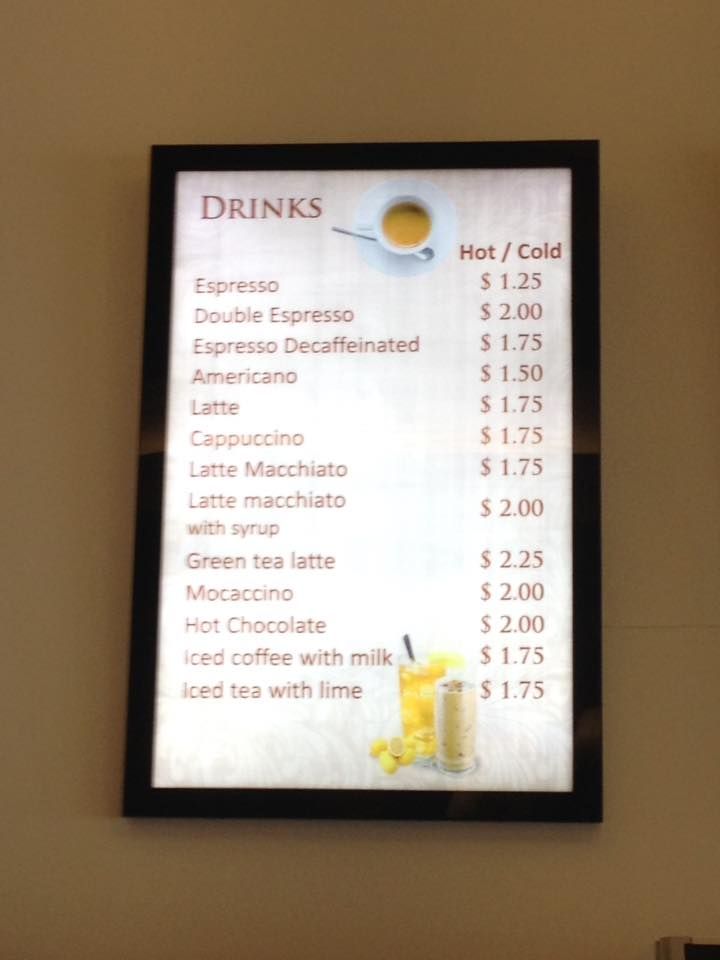 DRINKS
Hot / Cold
Espresso $ 1.25
Double Espresso $ 2.00
Espresso Decaffeinated $ 1.75
Americano $ 1.50
Latte $ 1.75
Cappuccino $ 1.75
Latte Macchiato $ 1.75
Latte macchiato
with syrup $ 2.00
Green tea latte $ 2.25
Mocaccino $ 2.00
Hot Chocolate $ 2.00
Iced coffee with milk $ 1.75
Iced tea with lime $ 1.75